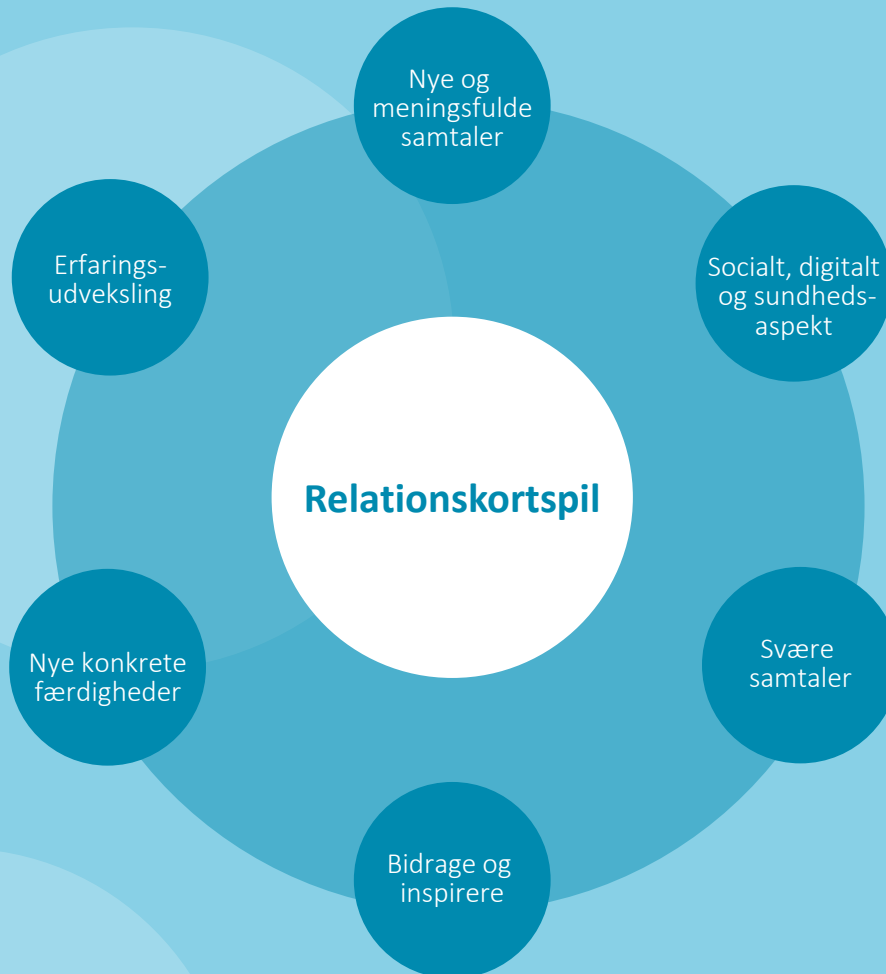 Nye og
meningsfulde
samtaler
Socialt, digitalt
og sundheds-
aspekt
Erfarings-
udveksling
Relationskortspil
Svære
samtaler
Nye konkrete
færdigheder
Bidrage og
inspirere